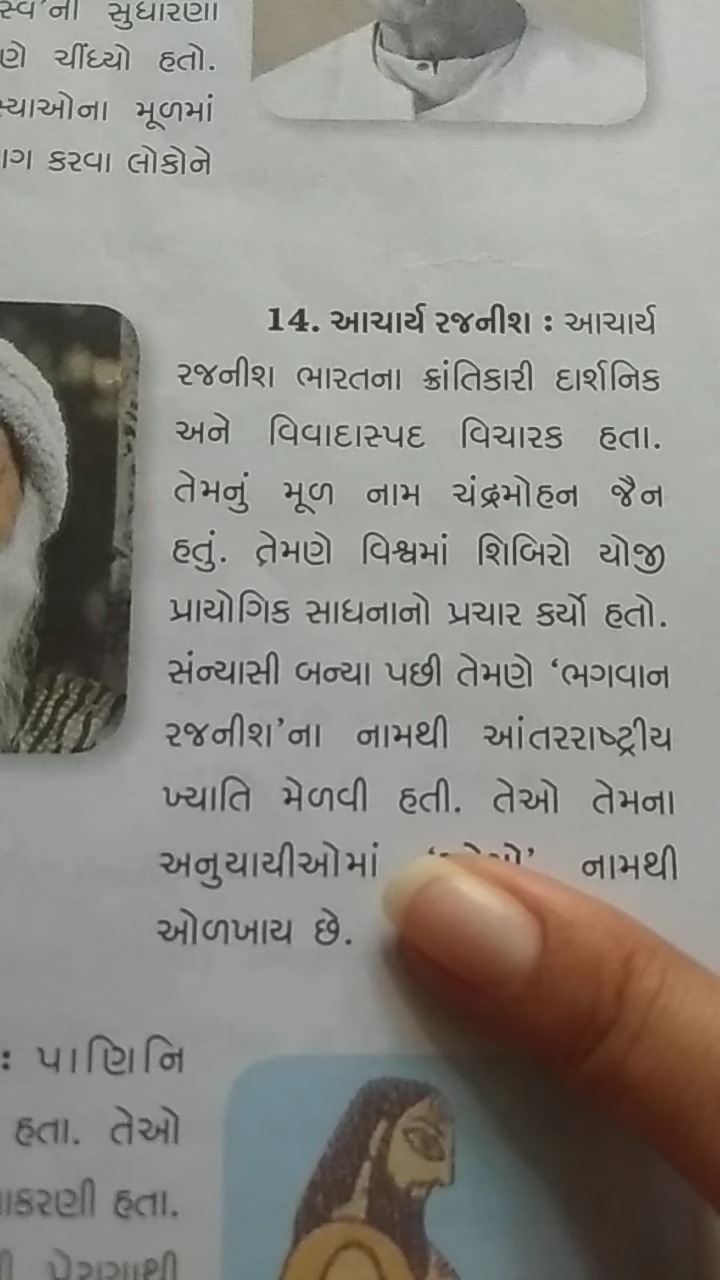 સ્વ'ની સુધારણા
ચીંધ્યો હતો.
મૂળમાં
કરવા લોકોને
14. આચાર્ય રજનીશ : આચાર્ય
રજનીશ ભારતના ક્રાંતિકારી દાર્શનિક
અને વિવાદાસ્પદ વિચારક હતા.
તેમનું મૂળ નામ ચંદ્રમોહન જૈન
હતું. તેમણે વિશ્વમાં શિબિરો યોજી
પ્રાયોગિક સાધનાનો પ્રચાર કર્યો હતો.
સંન્યાસી બન્યા પછી તેમણે ‘ભગવાન
રજનીશ’ના નામથી આંતરરાષ્ટ્રીય
ખ્યાતિ મેળવી હતી. તેઓ તેમના
અનુયાયીઓમાં નામથી
ઓળખાય છે.
: પાણિનિ
હતા. તેઓ
હતા.
પ્રેરણાથી